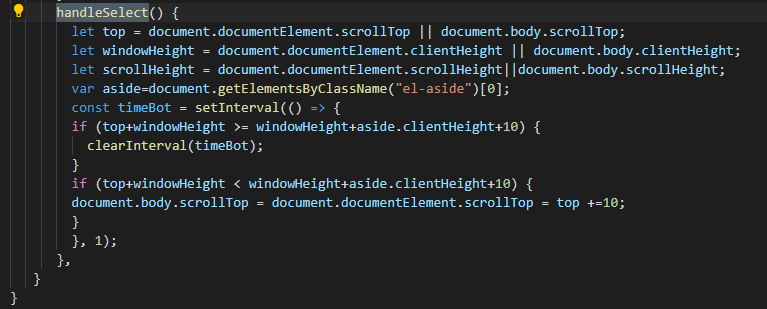 handleSelect() {
let top = document.documentElement.scrollTop || document.body.scrollTop;
let windowHeight = document.documentElement.clientHeight || document.body.clientHeight;
let scrollHeight = document.documentElement.scrollHeight||document.body.scrollHeight;
var aside=document.getElementsByClassName("el-aside")[0];
const timeBot = setInterval(() => {
if (top+windowHeight >= windowHeight+aside.clientHeight+10) {
clearInterval(timeBot);
}
if (top+windowHeight < windowHeight+aside.clientHeight+10) {
document.body.scrollTop = document.documentElement.scrollTop = top +=10;
}
}, 1);
},
}
}